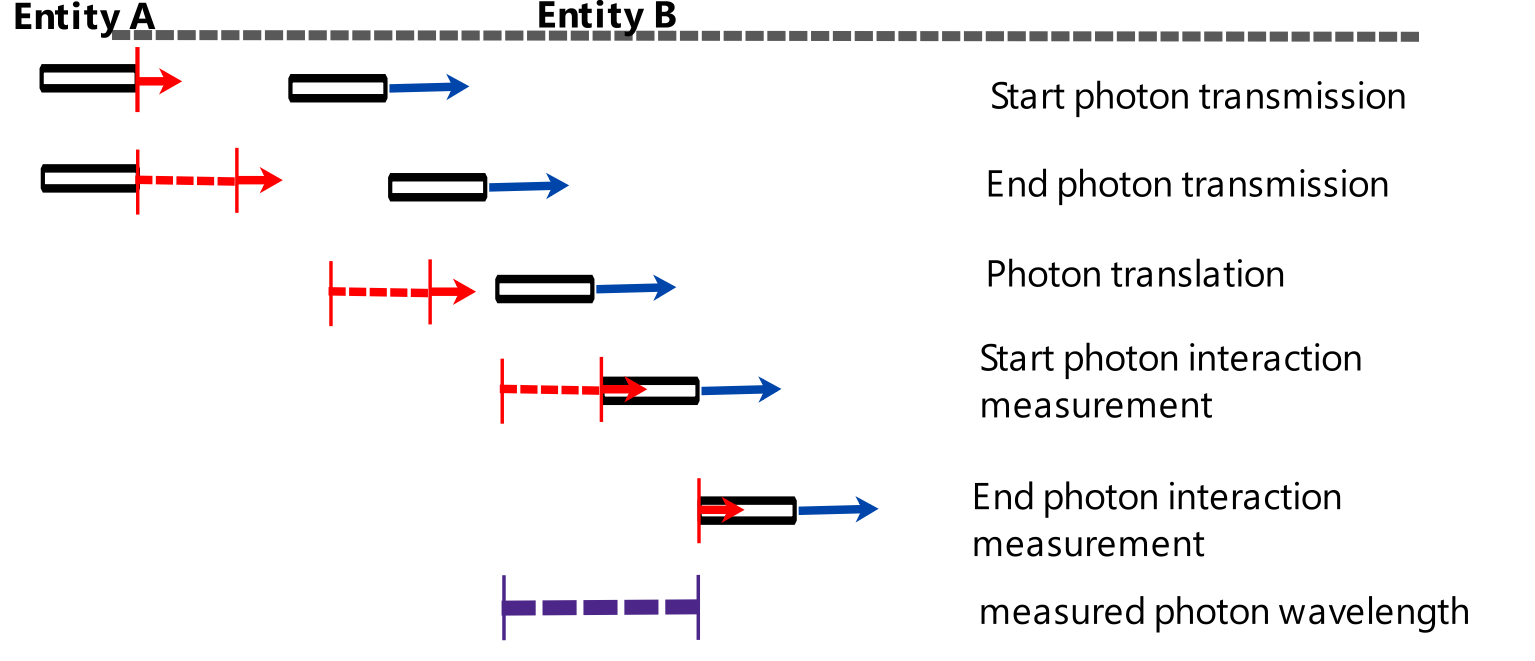 Entity A
Entity B
Start photon transmission
End photon transmission
Photon translation
Start photon interaction
measurement
End photon interaction
measurement
measured photon wavelength